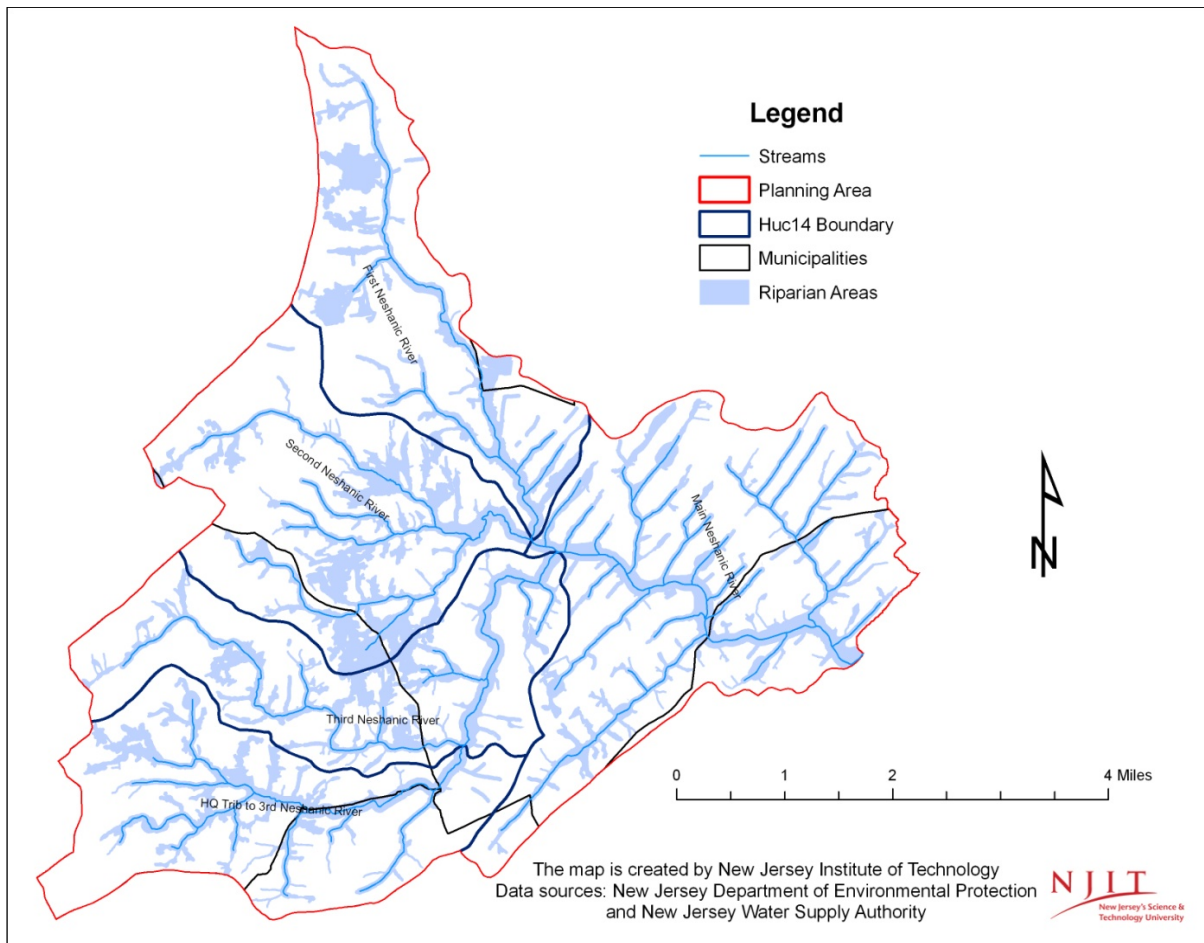 Legend
Streams
Planning Area
Huc14 Boundary
Municipalities
Riparian Areas
First Neshanic River
Second Neshanic River
Main Neshanic River
Third Neshanic River
HQ Trib to 3rd Neshanic River
N
0 1 2 4 Miles
The map is created by New Jersey Institute of Technology
Data sources: New Jersey Department of Environmental Protection
and New Jersey Water Supply Authority
NJIT
New Jersey's Science &
Technology University